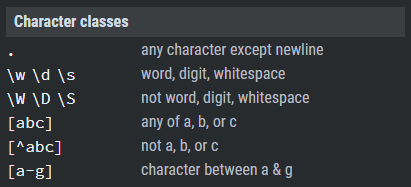 Character classes
. any character except newline
\w \d \s word, digit, whitespace
\W \D \S not word, digit, whitespace
[abc] any of a, b, or c
[^abc] not a, b, or c
[a-g] character between a & g